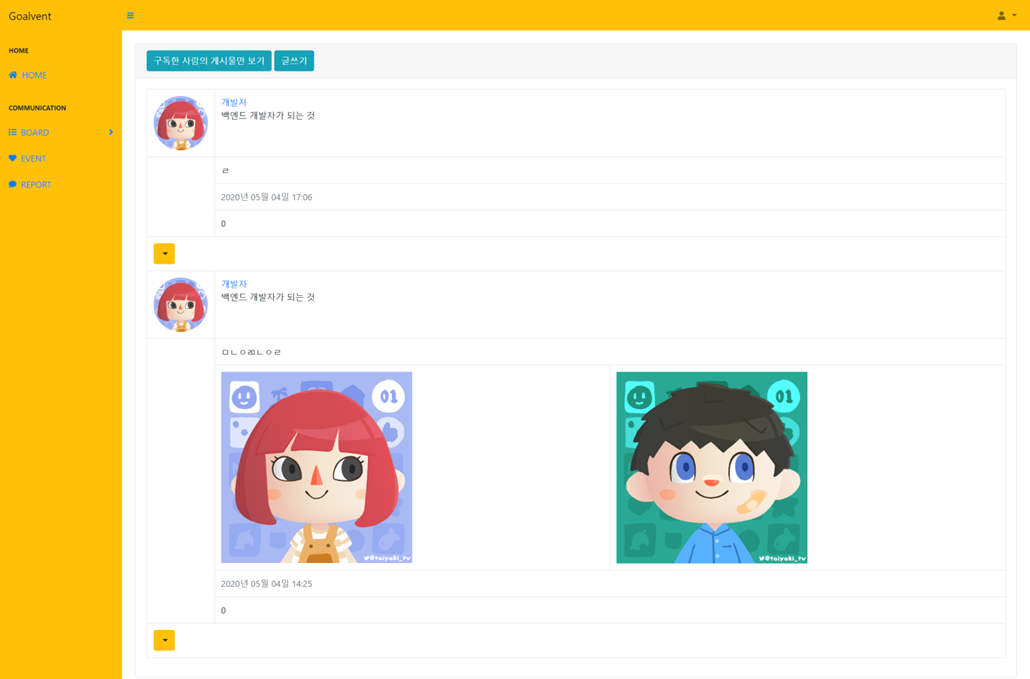 Goalvent
HOME
HOME
COMMUNICATION
BOARD
EVENT
REPORT
구독한 사람의 게시물만 보기 글쓰기
개발자
백엔드 개발자가 되는 것
ㄹ
2020년 05월 04일 17:06
0
개발자
백엔드 개발자가 되는 것
01
@taiyaki_tv
01
@taiyaki_tv
2020년 05월 04일 14:25
0